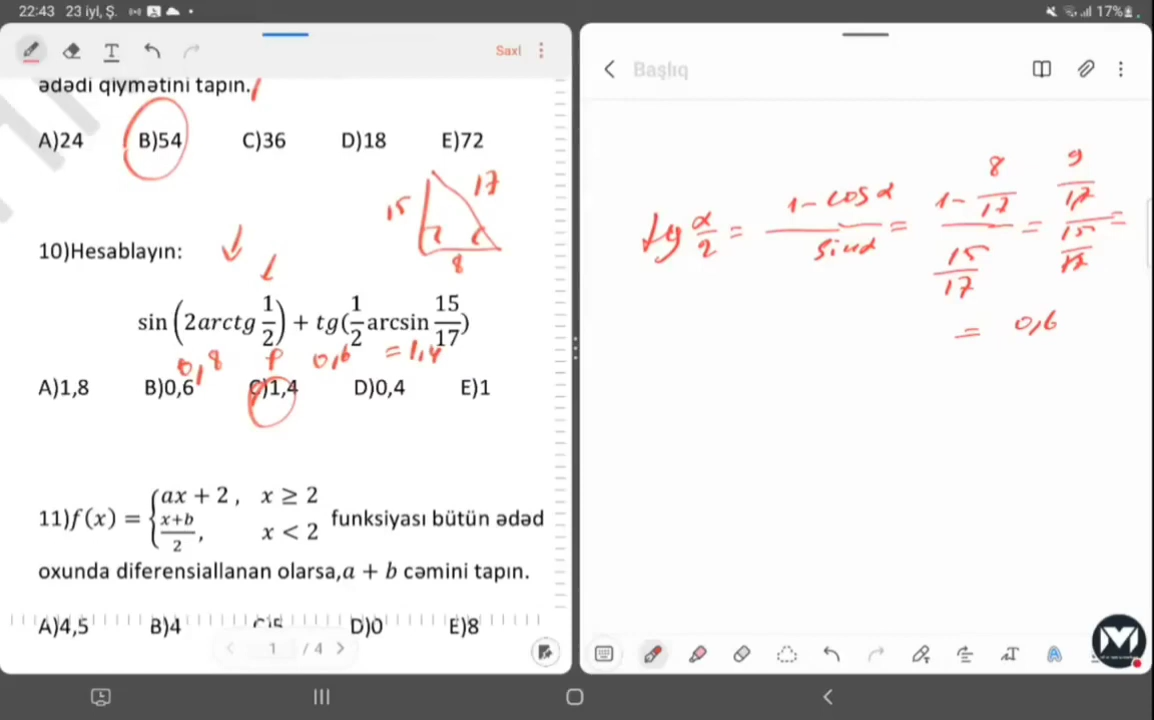 22:43 23 iyl, Ş.
17%
Saxl
ədədi qiymətini tapın.
A)24 B)54 C)36 D)18 E)72
15 17
8
10)Hesablayın:
sin(2arctg 1/2) + tg(1/2 arcsin 15/17)
0,8 0,6 = 1,4
A)1,8 B)0,6 C)1,4 D)0,4 E)1
11)f(x) = { ax + 2, x ≥ 2
x+b/2, x < 2 funksiyası bütün ədəd
oxunda diferensiallanan olarsa,a + b cəmini tapın.
A)4,5 B)4 D)0 E)8
1 / 4
Başlıq
tg α/2 = 1-cosα/sinα = 1-8/17 / 15/17 = 9/17 / 15/17 =
= 0,6